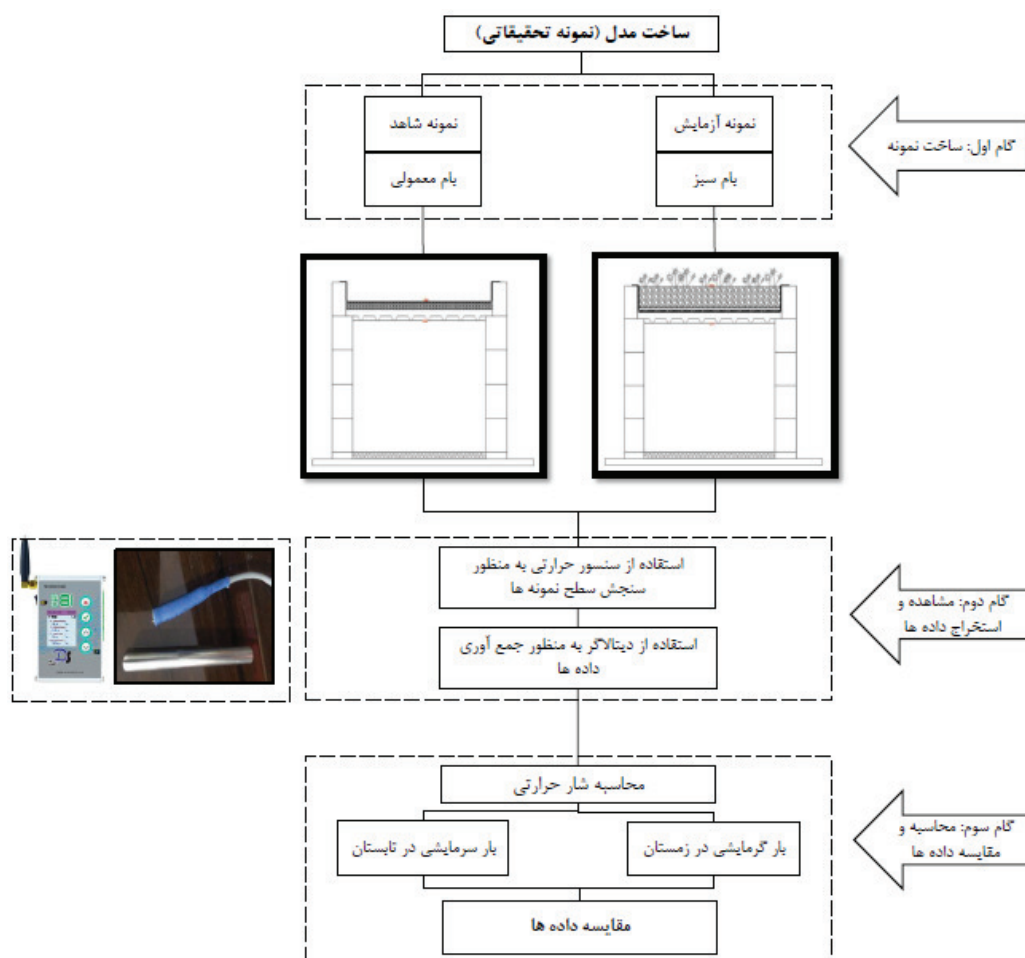 ساخت مدل (نمونه تحقیقاتی)
نمونه آزمایش
نمونه شاهد
بام سبز
بام معمولی
گام اول: ساخت نمونه
استفاده از سنسور حرارتی به منظور
سنجش سطح نمونه ها
استفاده از دیتالاگر به منظور جمع آوری
داده ها
گام دوم: مشاهده و
استخراج داده ها
محاسبه شار حرارتی
بار گرمایشی در زمستان
بار سرمایشی در تابستان
مقایسه داده ها
گام سوم: محاسبه و
مقایسه داده ها